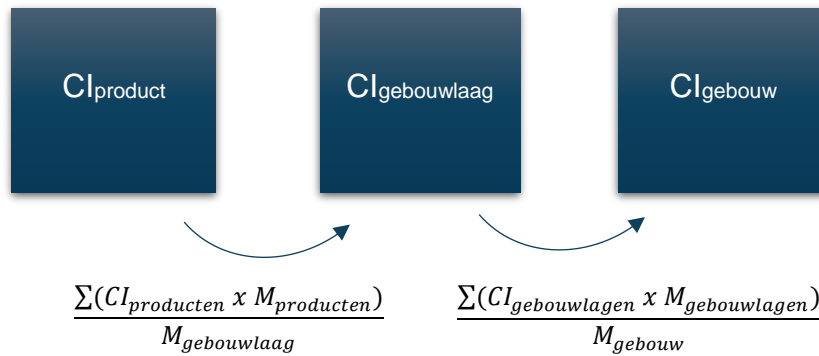 CIproduct CIgebouwlaag CIgebouw
∑(CIproducten x Mproducten) ∑(CIgebouwlagen x Mgebouwlagen)
Mgebouwlaag Mgebouw